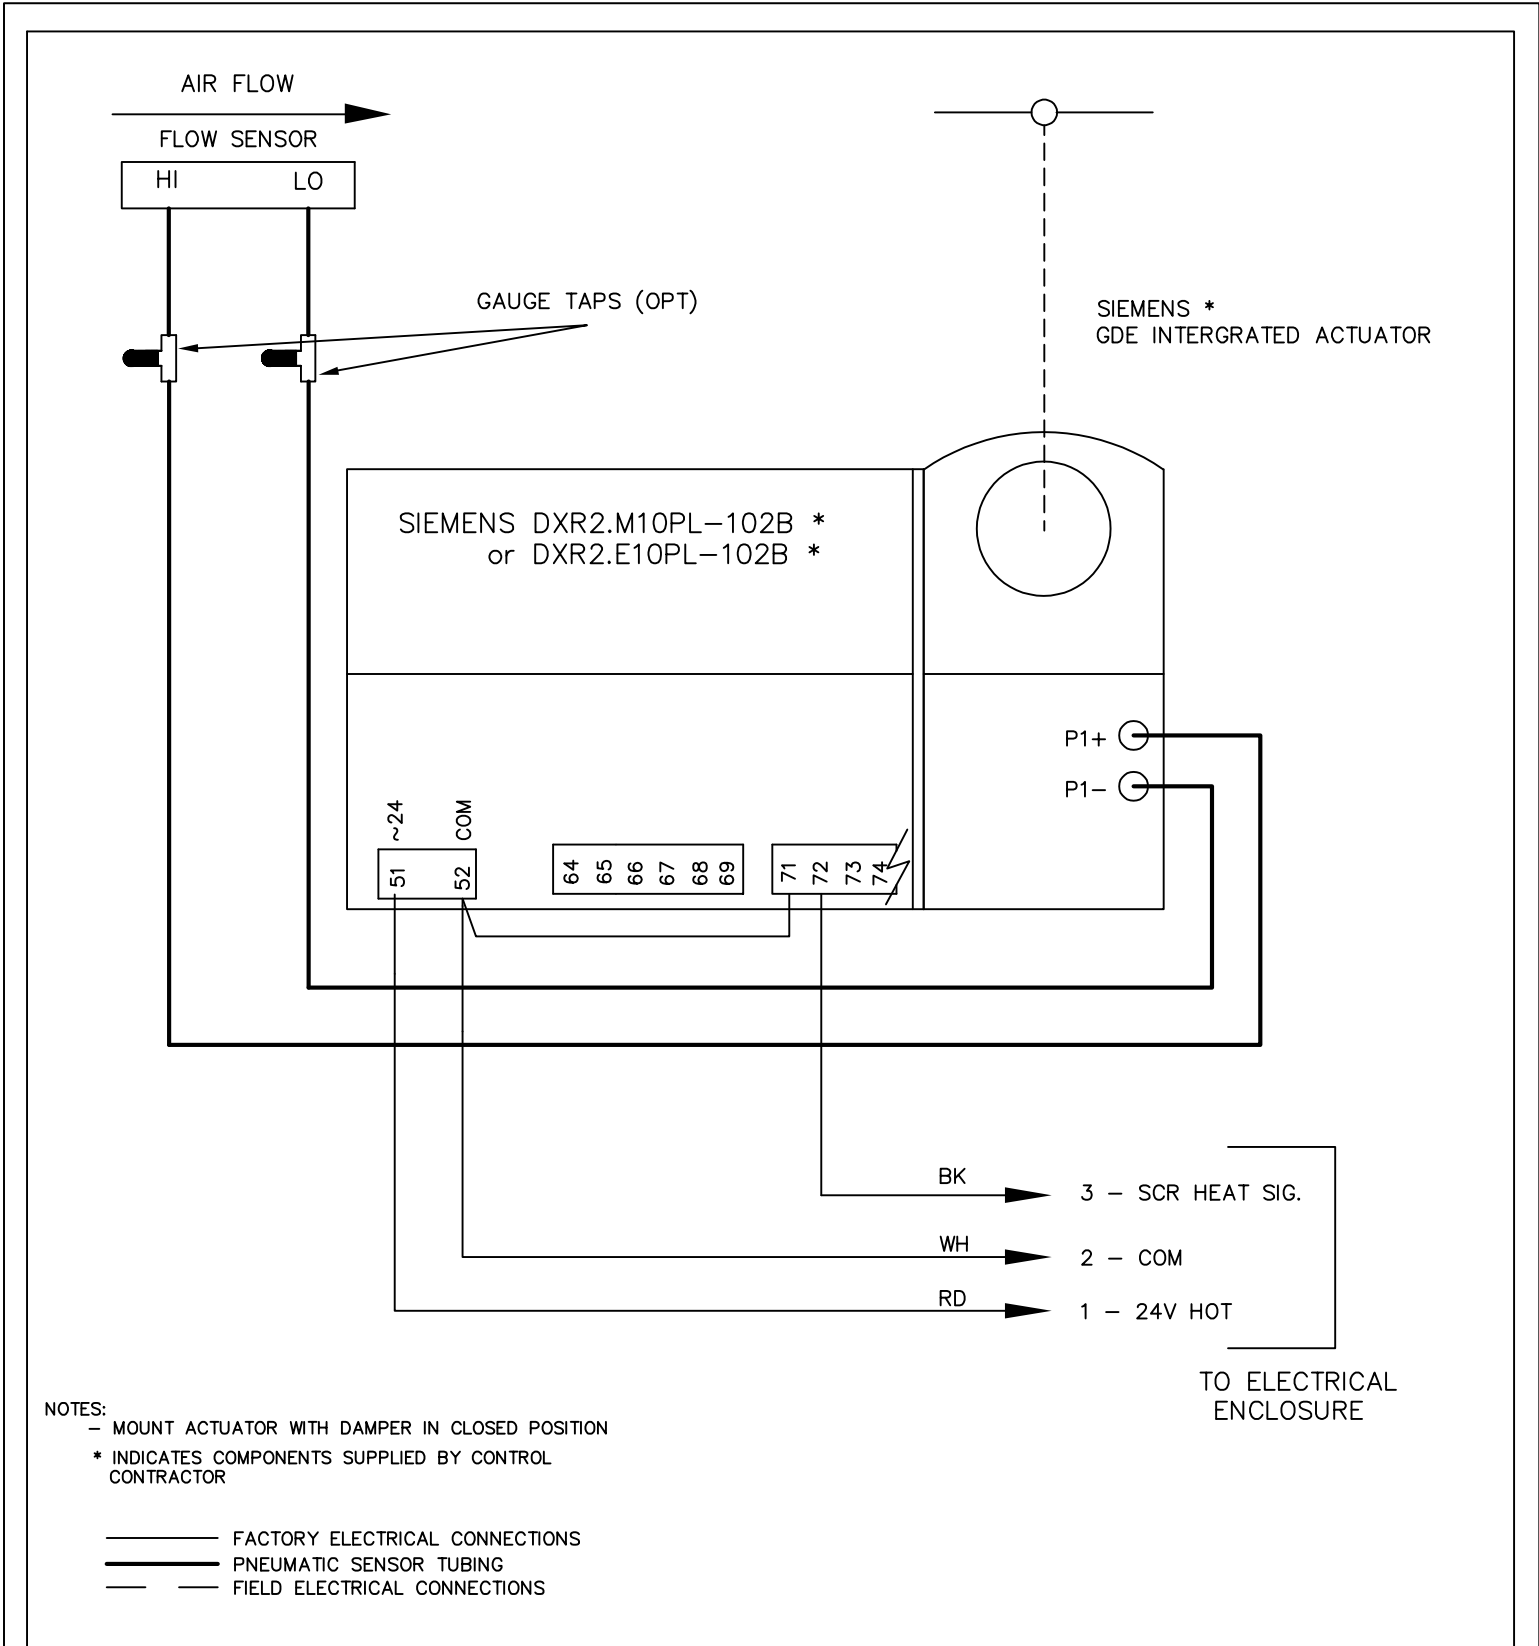 AIR FLOW
FLOW SENSOR
HI LO
GAUGE TAPS (OPT)
SIEMENS *
GDE INTERGRATED ACTUATOR
SIEMENS DXR2.M10PL-102B *
or DXR2.E10PL-102B *
P1+
P1-
~24 COM
51 52
64 65 66 67 68 69
71 72 73 74
BK
3 - SCR HEAT SIG.
WH
2 - COM
RD
1 - 24V HOT
TO ELECTRICAL
ENCLOSURE
NOTES:
- MOUNT ACTUATOR WITH DAMPER IN CLOSED POSITION
* INDICATES COMPONENTS SUPPLIED BY CONTROL
CONTRACTOR
FACTORY ELECTRICAL CONNECTIONS
PNEUMATIC SENSOR TUBING
FIELD ELECTRICAL CONNECTIONS